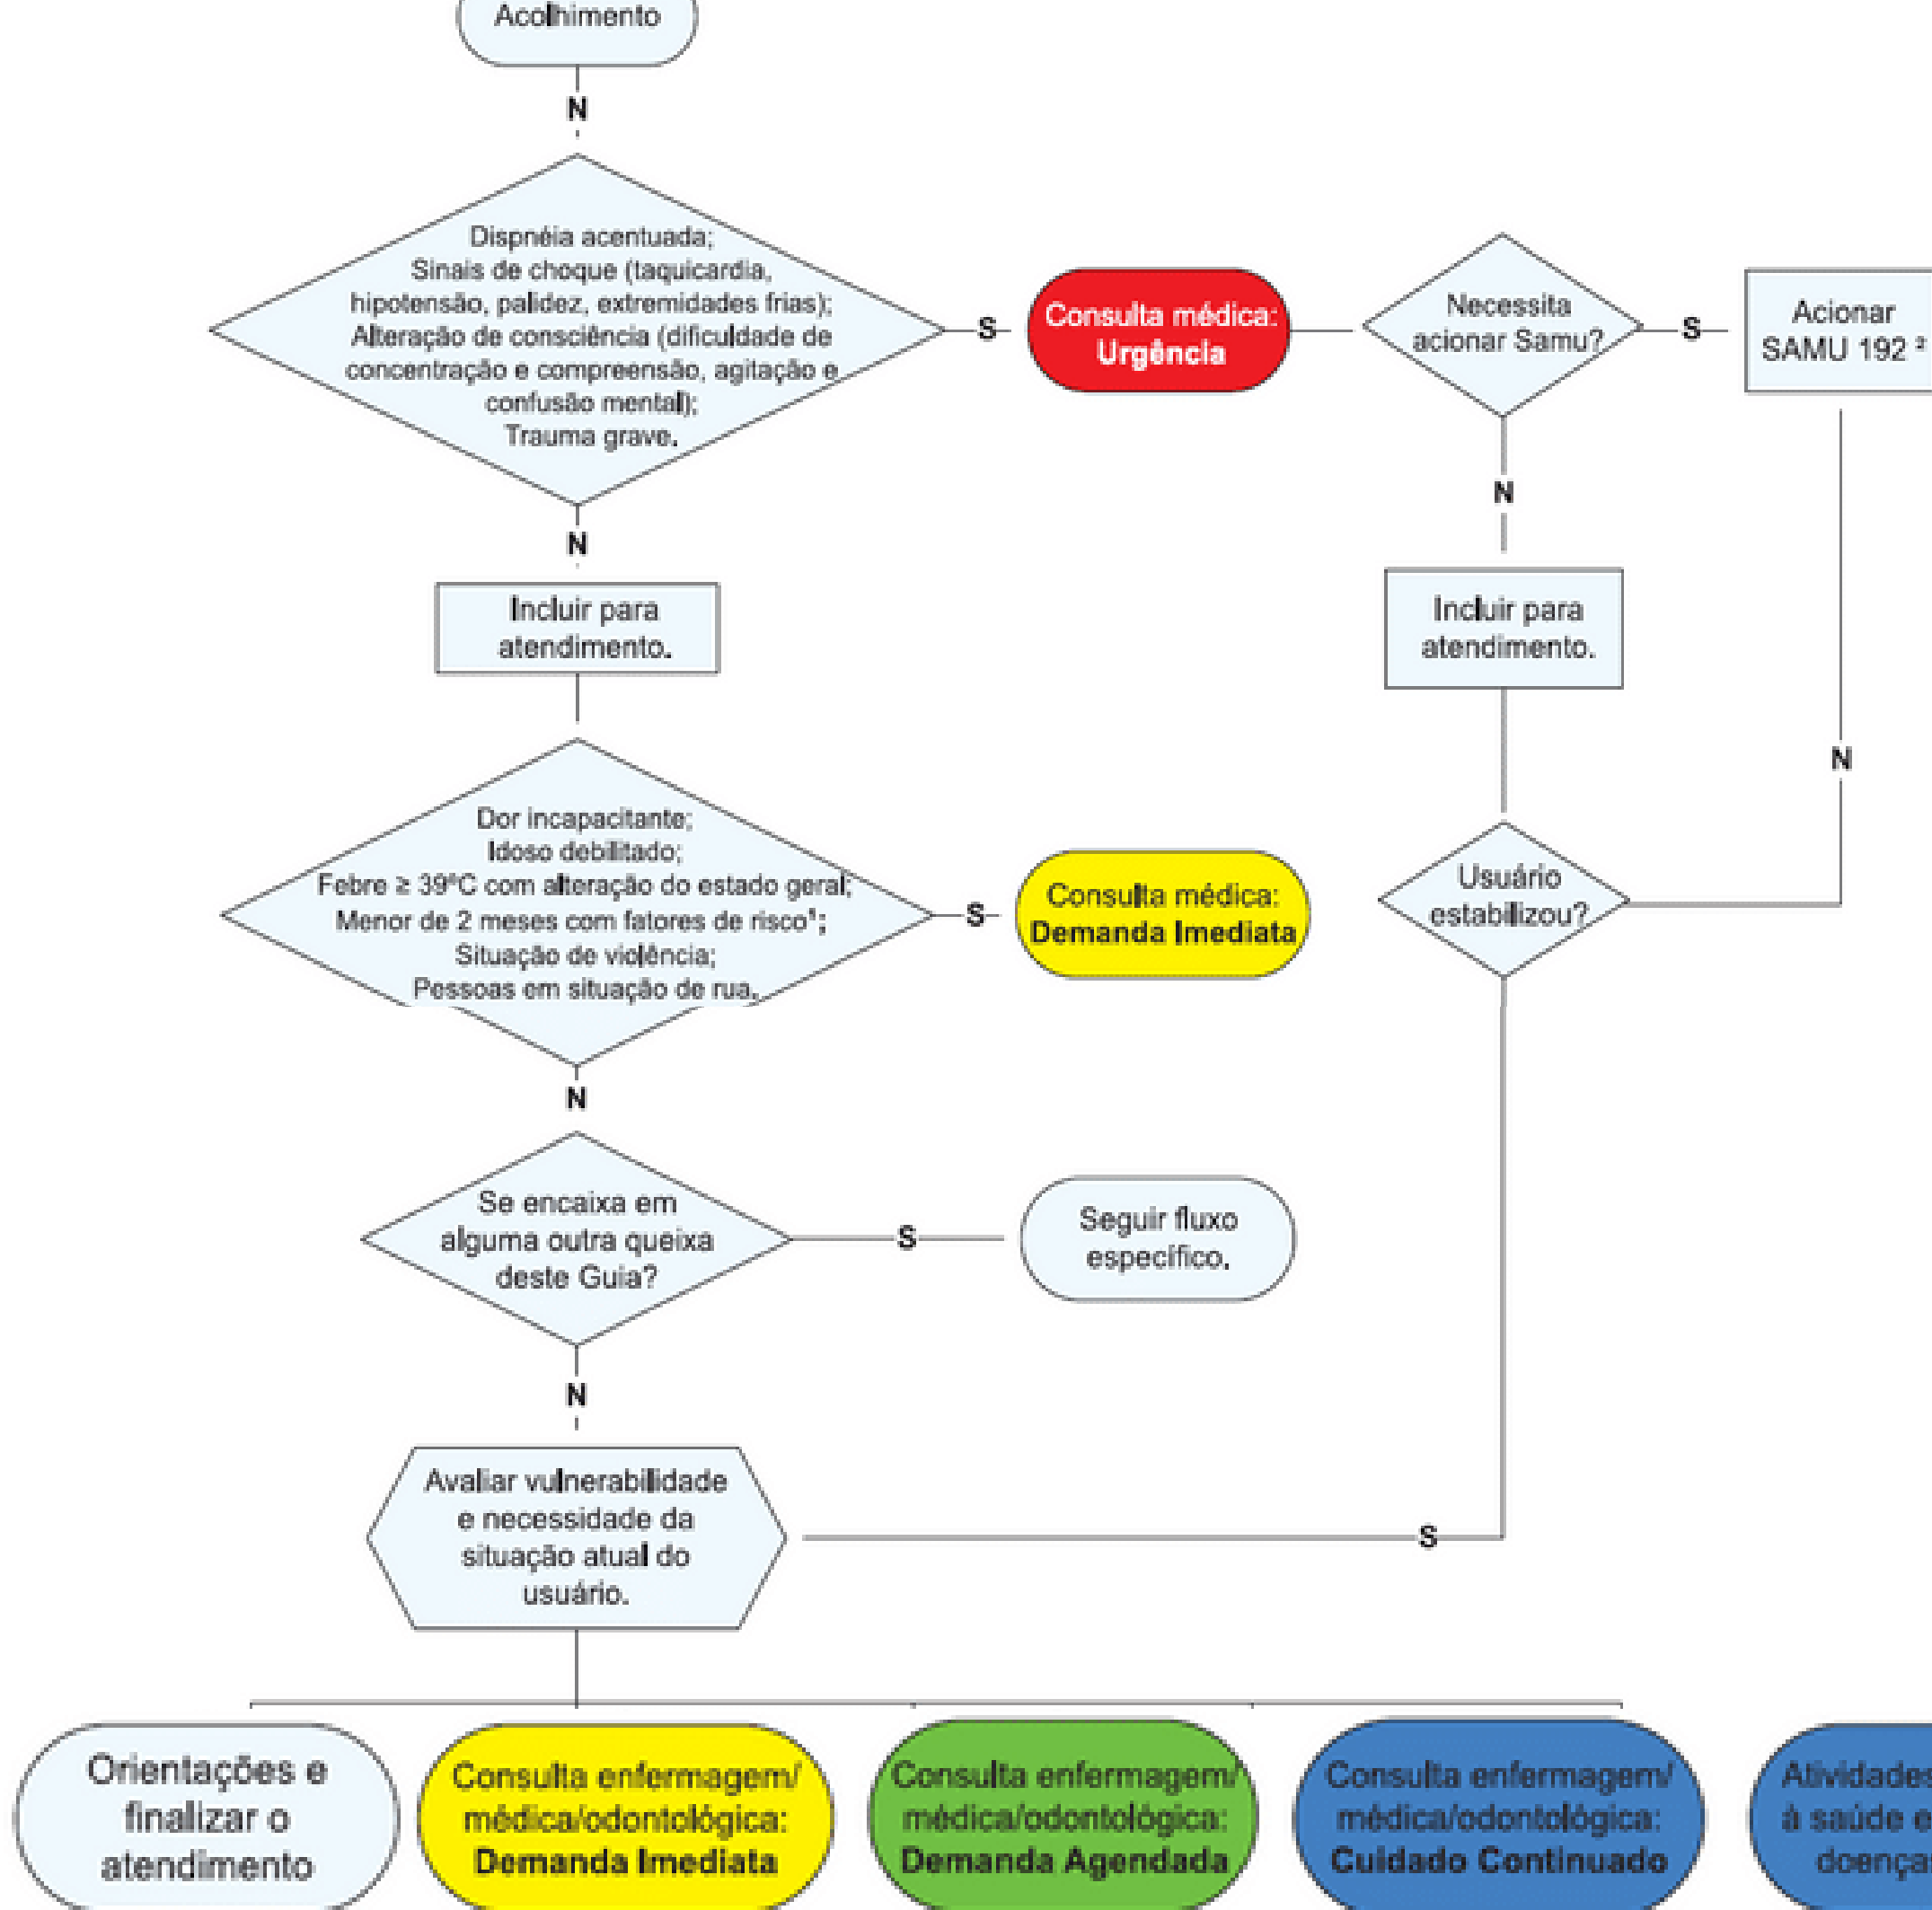 Acolhimento
N
Dispnéia acentuada;
Sinais de choque (taquicardia,
hipotensão, palidez, extremidades frias);
Alteração de consciência (dificuldade de
concentração e compreensão, agitação e
confusão mental);
Trauma grave.
S
Consulta médica:
Urgência
Necessita
acionar Samu?
S
Acionar
SAMU 192 ²
N
Incluir para
atendimento.
N
Incluir para
atendimento.
N
Dor incapacitante;
Idoso debilitado;
Febre ≥ 39ºC com alteração do estado geral;
Menor de 2 meses com fatores de risco¹;
Situação de violência;
Pessoas em situação de rua.
S
Consulta médica:
Demanda Imediata
Usuário
estabilizou?
N
Se encaixa em
alguma outra queixa
deste Guia?
S
Seguir fluxo
específico.
N
Avaliar vulnerabilidade
e necessidade da
situação atual do
usuário.
S
Orientações e
finalizar o
atendimento
Consulta enfermagem/
médica/odontológica:
Demanda Imediata
Consulta enfermagem/
médica/odontológica:
Demanda Agendada
Consulta enfermagem/
médica/odontológica:
Cuidado Continuado
Atividades
à saúde e